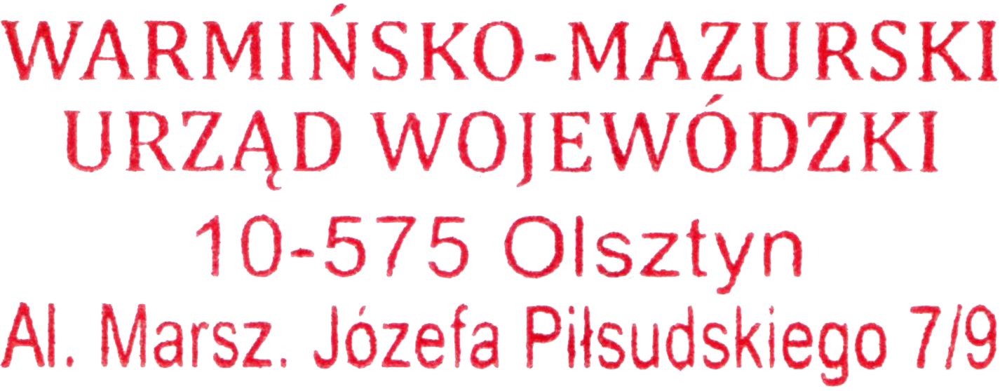 WARMIŃSKO-MAZURSKI
URZĄD WOJEWÓDZKI
10-575 Olsztyn
Al. Marsz. Józefa Piłsudskiego 7/9